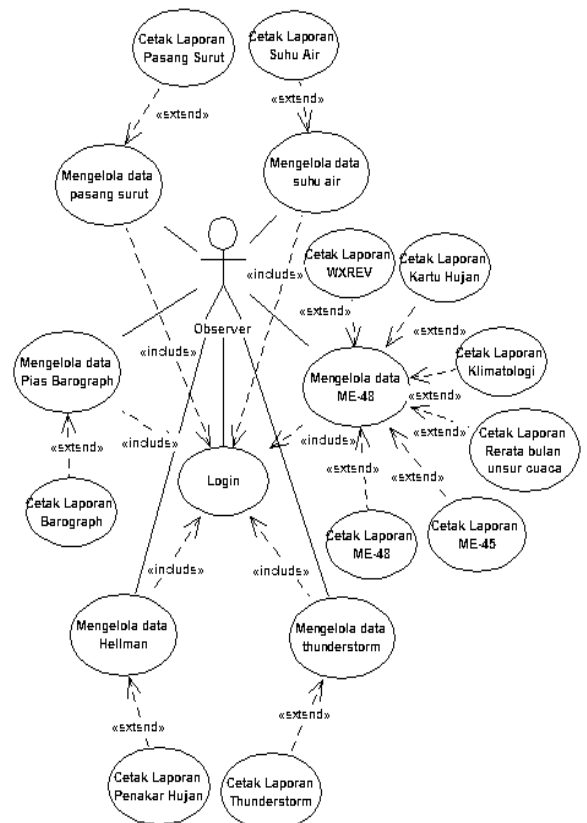 Cetak Laporan
Pasang Surut
Cetak Laporan
Suhu Air
«extend»
«extend»
Mengelola data
pasang surut
Mengelola data
suhu air
Cetak Laporan
WXREV
Cetak Laporan
Kartu Hujan
«include»
«extend»
«extend»
Observer
«include»
Mengelola data
Pias Barograph
Mengelola data
ME-48
Cetak Laporan
Klimatologi
«extend»
«extend»
«include»
«include»
«extend»
Cetak Laporan
Rerata bulan
unsur cuaca
Login
«extend»
«extend»
Cetak Laporan
Barograph
Cetak Laporan
ME-48
Cetak Laporan
ME-45
«include»
«include»
Mengelola data
Hellman
Mengelola data
thunderstorm
«extend»
«extend»
Cetak Laporan
Penakar Hujan
Cetak Laporan
Thunderstorm